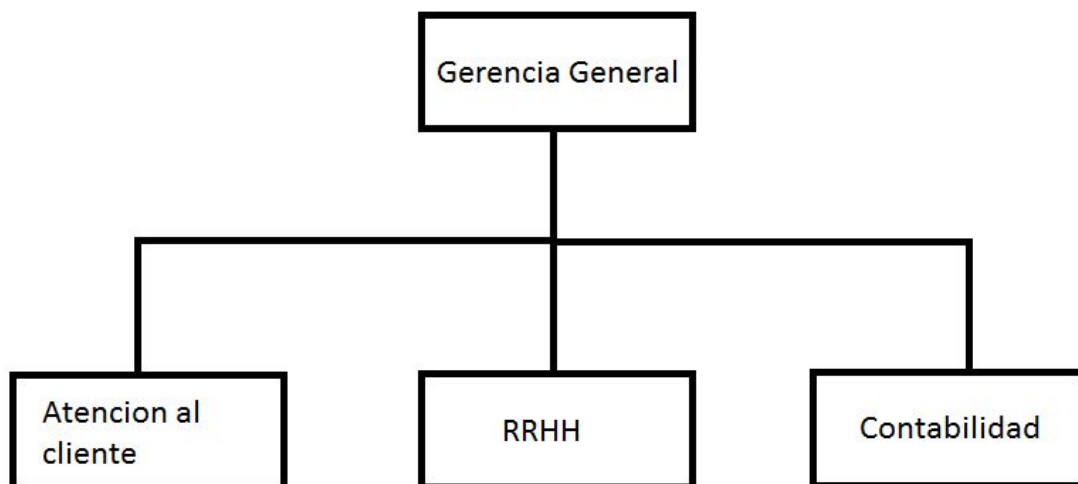 Gerencia General
Atencion al
cliente
RRHH
Contabilidad